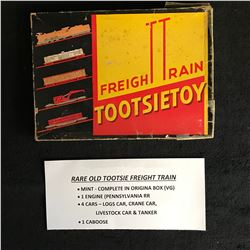 FREIGHT TRAIN
TOOTSIETOY
RARE OLD TOOTSIE FREIGHT TRAIN
• MINT - COMPLETE IN ORIGINA BOX (VG)
• 1 ENGINE (PENNSYLVANIA RR
• 4 CARS – LOGS CAR, CRANE CAR,
LIVESTOCK CAR & TANKER
• 1 CABOOSE